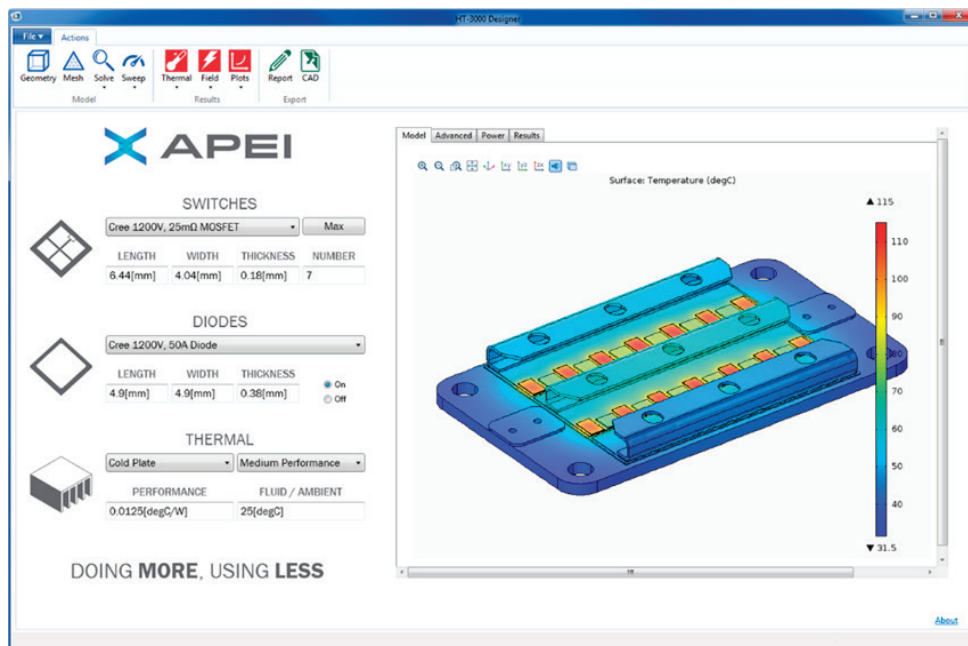 HT-3000 Designer
File Actions
Geometry Mesh Solve Sweep Thermal Field Plots Report CAD
Model Results Export
APEI
SWITCHES
Cree 1200V, 25mΩ MOSFET Max
LENGTH WIDTH THICKNESS NUMBER
6.44[mm] 4.04[mm] 0.18[mm] 7
DIODES
Cree 1200V, 50A Diode
LENGTH WIDTH THICKNESS
4.9[mm] 4.9[mm] 0.38[mm]
On
Off
THERMAL
Cold Plate Medium Performance
PERFORMANCE FLUID / AMBIENT
0.0125[degC/W] 25[degC]
DOING MORE, USING LESS
Model Advanced Power Results
xy yz zx
Surface: Temperature (degC)
▲ 115
110
100
90
80
70
60
50
40
▼ 31.5
About